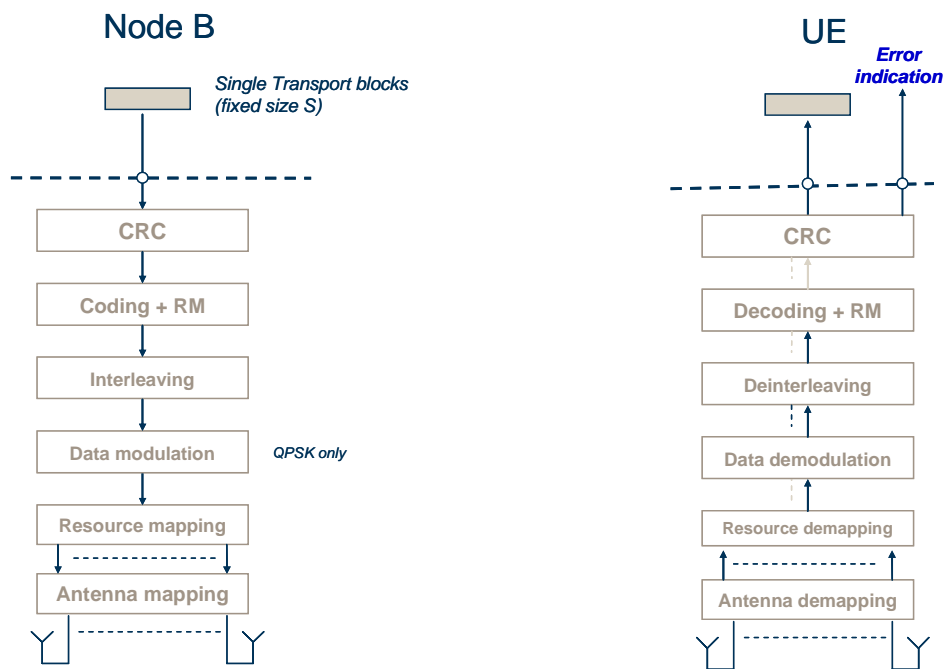 Node B
Single Transport blocks
(fixed size S)
CRC
Coding + RM
Interleaving
Data modulation
QPSK only
Resource mapping
Antenna mapping
UE
Error
indication
CRC
Decoding + RM
Deinterleaving
Data demodulation
Resource demapping
Antenna demapping